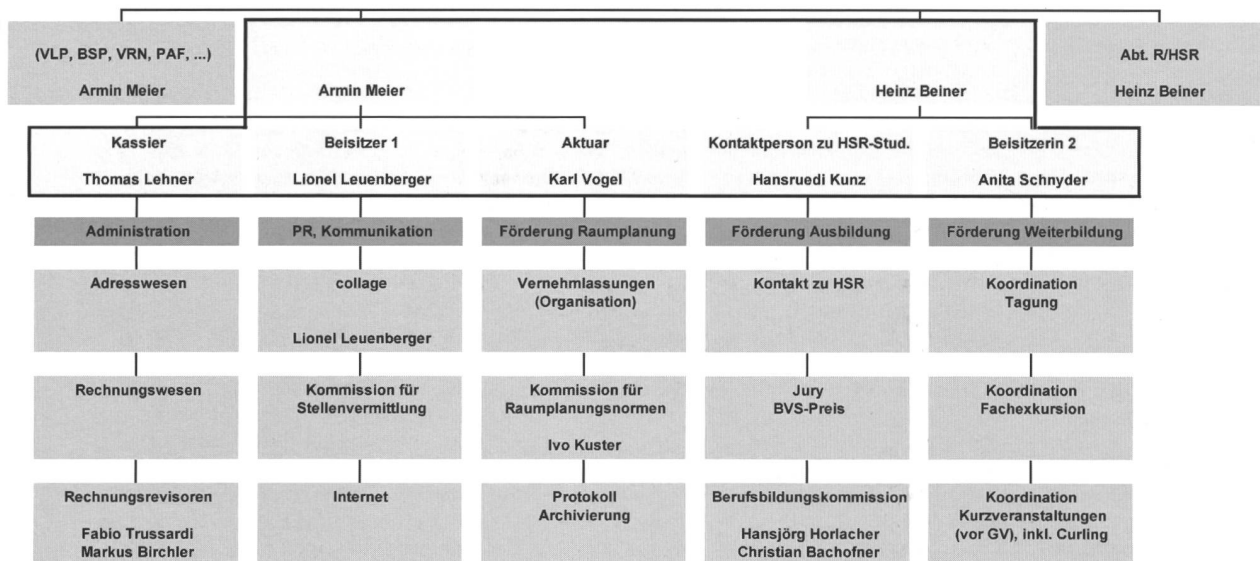 (VLP, BSP, VRN, PAF, ...)
Armin Meier
Armin Meier
Heinz Beiner
Abt. R/HSR
Heinz Beiner
Kassier
Thomas Lehner
Beisitzer 1
Lionel Leuenberger
Aktuar
Karl Vogel
Kontaktperson zu HSR-Stud.
Hansruedi Kunz
Beisitzerin 2
Anita Schnyder
Administration
PR, Kommunikation
Förderung Raumplanung
Förderung Ausbildung
Förderung Weiterbildung
Adresswesen
collage
Lionel Leuenberger
Vernehmlassungen
(Organisation)
Kontakt zu HSR
Koordination
Tagung
Rechnungswesen
Kommission für
Stellenvermittlung
Kommission für
Raumplanungsnormen
Ivo Kuster
Jury
BVS-Preis
Koordination
Fachexkursion
Rechnungsrevisoren
Fabio Trussardi
Markus Birchler
Internet
Protokoll
Archivierung
Berufsbildungskommission
Hansjörg Horlacher
Christian Bachofner
Koordination
Kurzveranstaltungen
(vor GV), inkl. Curling